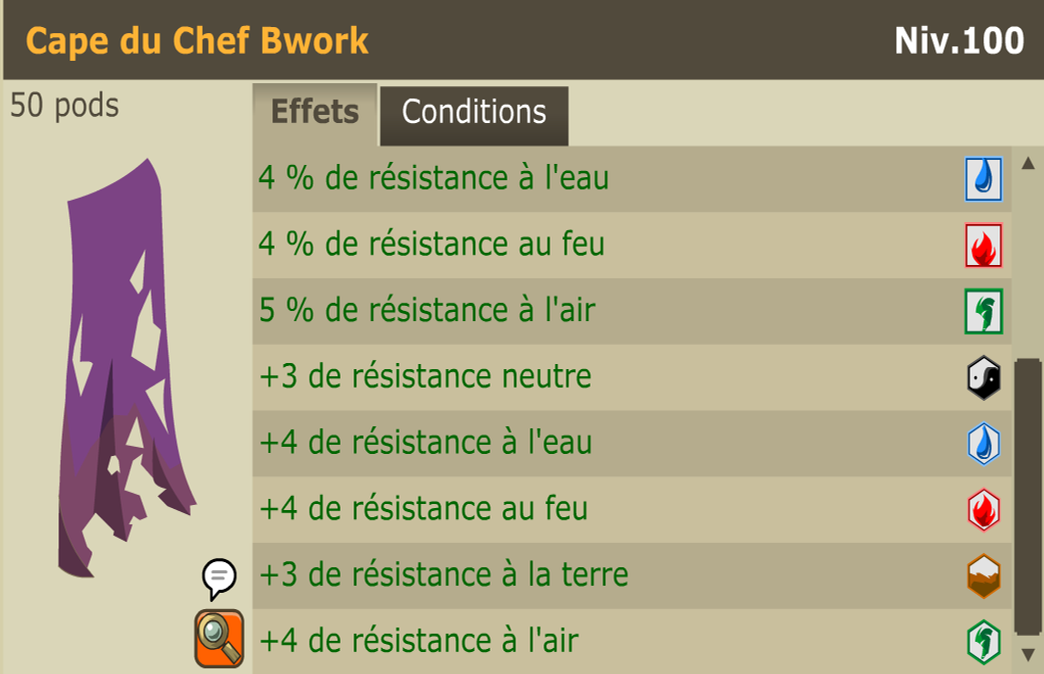 Cape du Chef Bwork
Niv.100
50 pods
Effets
Conditions
4 % de résistance à l'eau
4 % de résistance au feu
5 % de résistance à l'air
+3 de résistance neutre
+4 de résistance à l'eau
+4 de résistance au feu
+3 de résistance à la terre
+4 de résistance à l'air